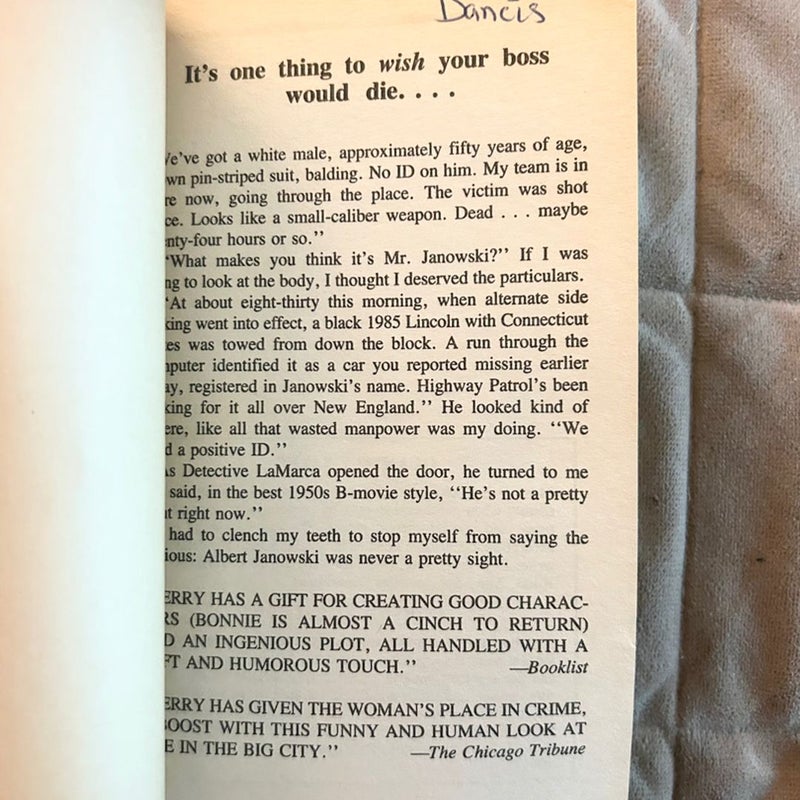 Dancis
It's one thing to wish your boss
would die. . . .
e've got a white male, approximately fifty years of age,
wn pin-striped suit, balding. No ID on him. My team is in
re now, going through the place. The victim was shot
ce. Looks like a small-caliber weapon. Dead . . . maybe
nty-four hours or so.''
‘What makes you think it's Mr. Janowski?'' If I was
ng to look at the body, I thought I deserved the particulars.
‘At about eight-thirty this morning, when alternate side
king went into effect, a black 1985 Lincoln with Connecticut
es was towed from down the block. A run through the
puter identified it as a car you reported missing earlier
ay, registered in Janowski's name. Highway Patrol's been
king for it all over New England.'' He looked kind of
ere, like all that wasted manpower was my doing. ‘‘We
d a positive ID.''
s Detective LaMarca opened the door, he turned to me
said, in the best 1950s B-movie style, ‘‘He's not a pretty
t right now.''
had to clench my teeth to stop myself from saying the
ious: Albert Janowski was never a pretty sight.
ERRY HAS A GIFT FOR CREATING GOOD CHARAC-
RS (BONNIE IS ALMOST A CINCH TO RETURN)
D AN INGENIOUS PLOT, ALL HANDLED WITH A
FT AND HUMOROUS TOUCH.'' —Booklist
ERRY HAS GIVEN THE WOMAN'S PLACE IN CRIME,
OOST WITH THIS FUNNY AND HUMAN LOOK AT
E IN THE BIG CITY.'' —The Chicago Tribune